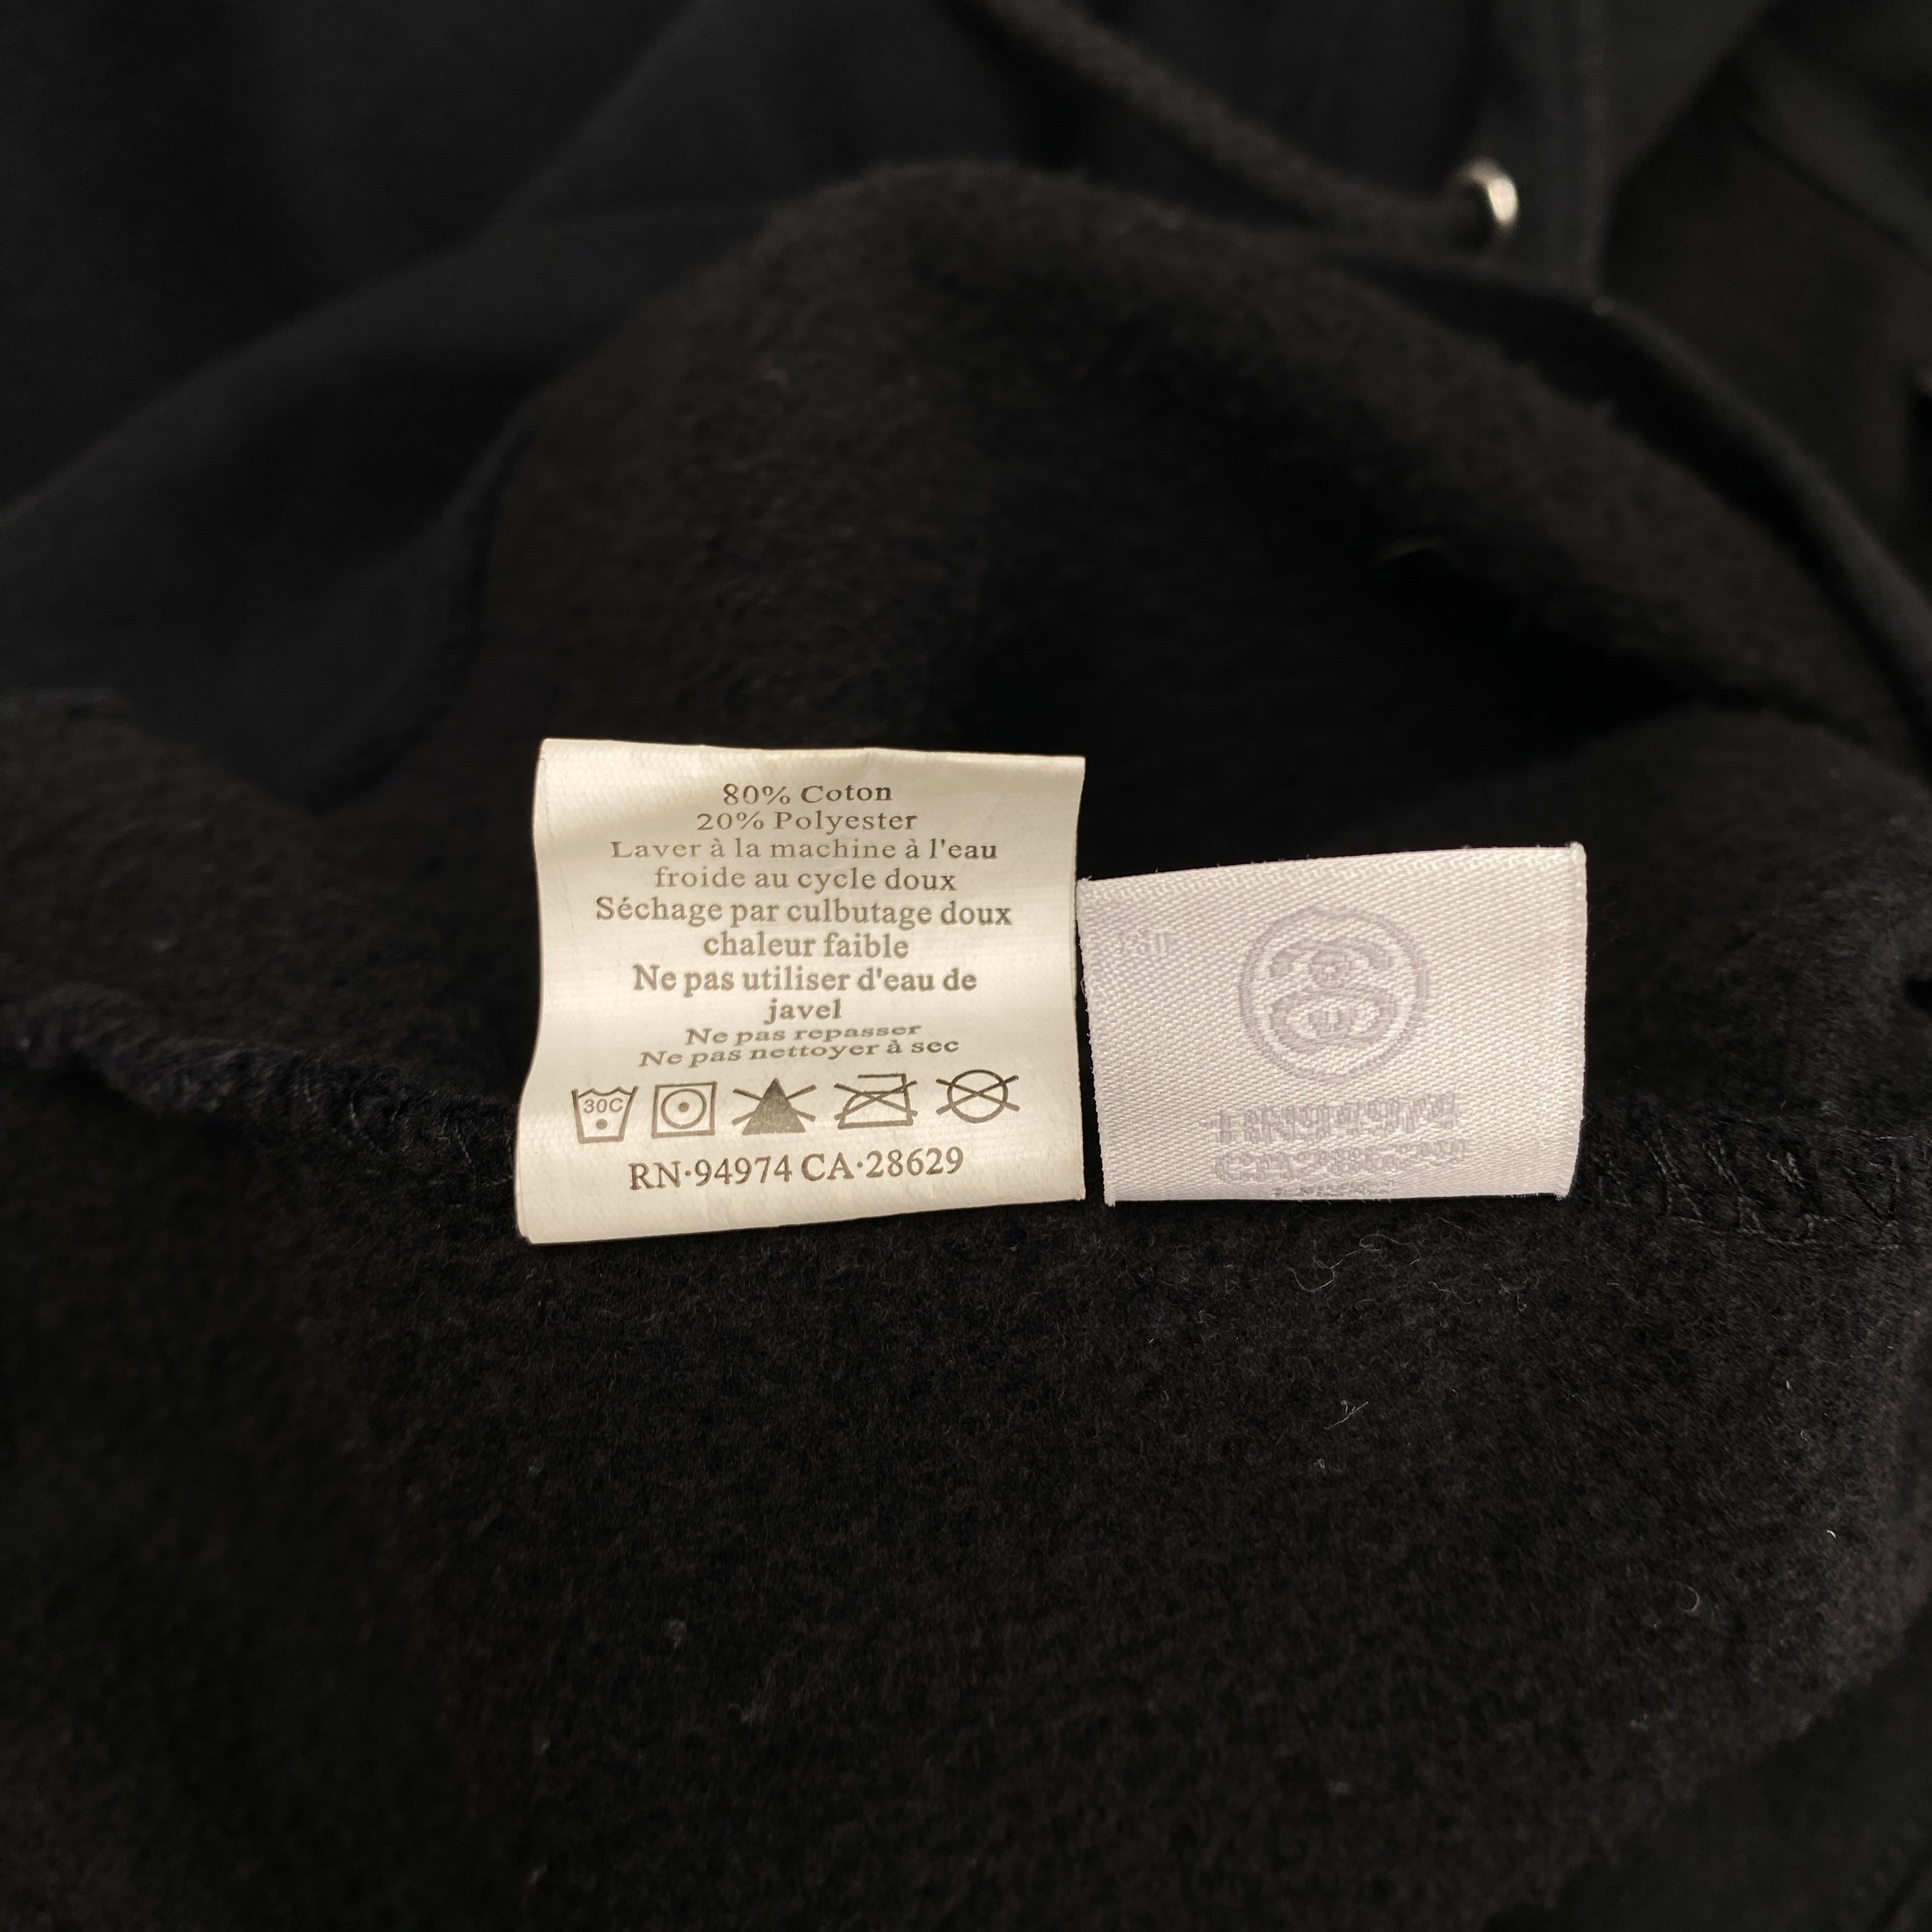 80% Coton
20% Polyester
Laver à la machine à l'eau
froide au cycle doux
Séchage par culbutage doux
chaleur faible
Ne pas utiliser d'eau de
javel
Ne pas repasser
Ne pas nettoyer à sec
30C
RN·94974 CA·28629